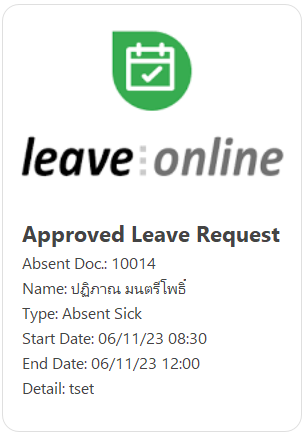 leave online
Approved Leave Request
Absent Doc.: 10014
Name: ปฏิภาณ มนตรีโพธิ์
Type: Absent Sick
Start Date: 06/11/23 08:30
End Date: 06/11/23 12:00
Detail: tset